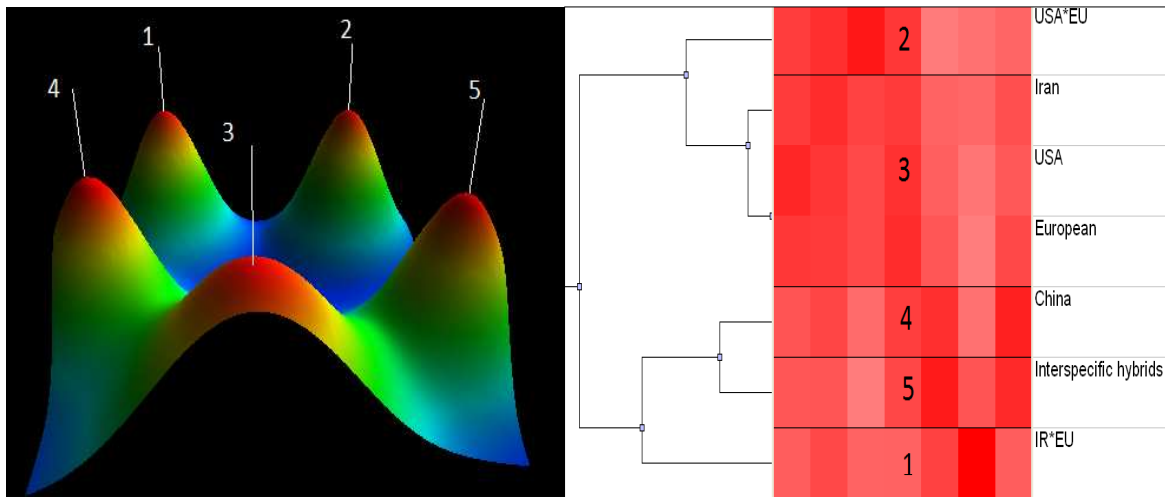 1
2
4
5
3
2
USA*EU
Iran
3
USA
European
4
China
5
Interspecific hybrids
1
IR*EU